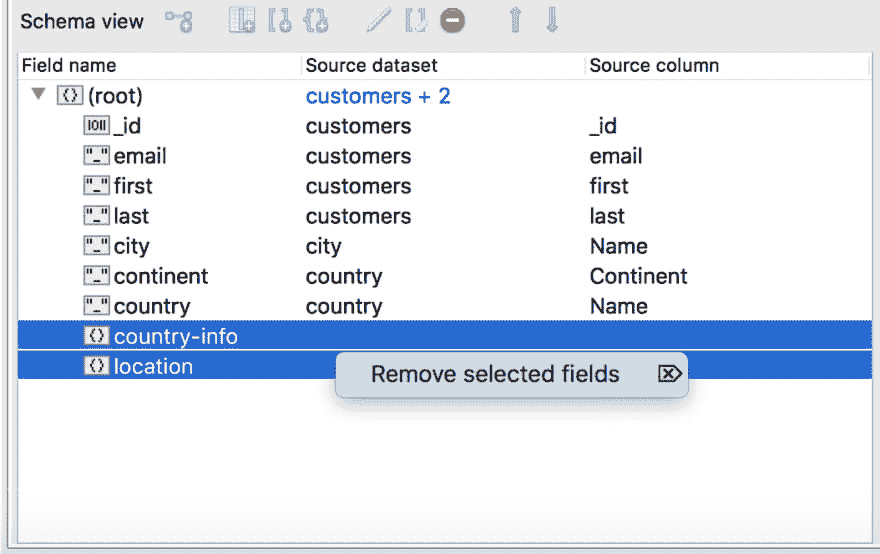 Schema view
Field name Source dataset Source column
(root) customers + 2
_id customers _id
email customers email
first customers first
last customers last
city city Name
continent country Continent
country country Name
country-info
location
Remove selected fields